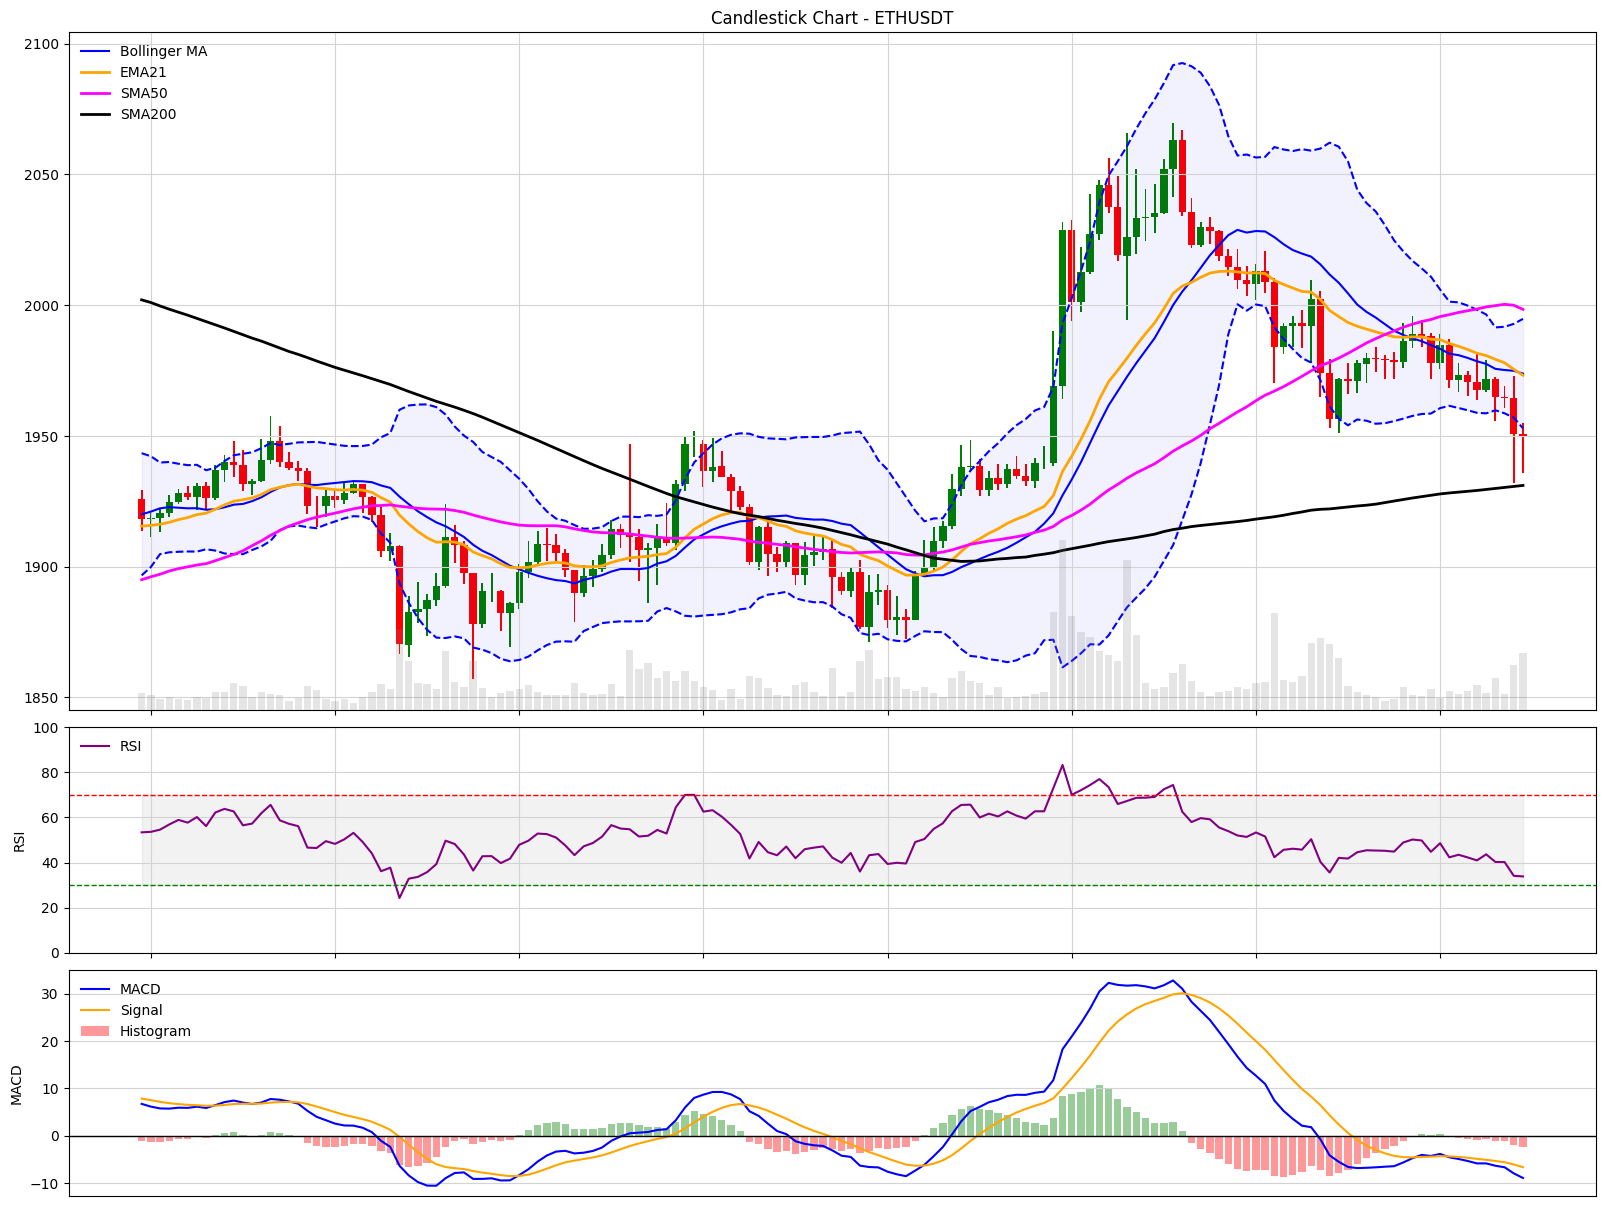 Candlestick Chart - ETHUSDT
2100
2050
2000
1950
1900
1850
Bollinger MA
EMA21
SMA50
SMA200
100
80
60
40
20
0
RSI
RSI
30
20
10
0
−10
MACD
MACD
Signal
Histogram